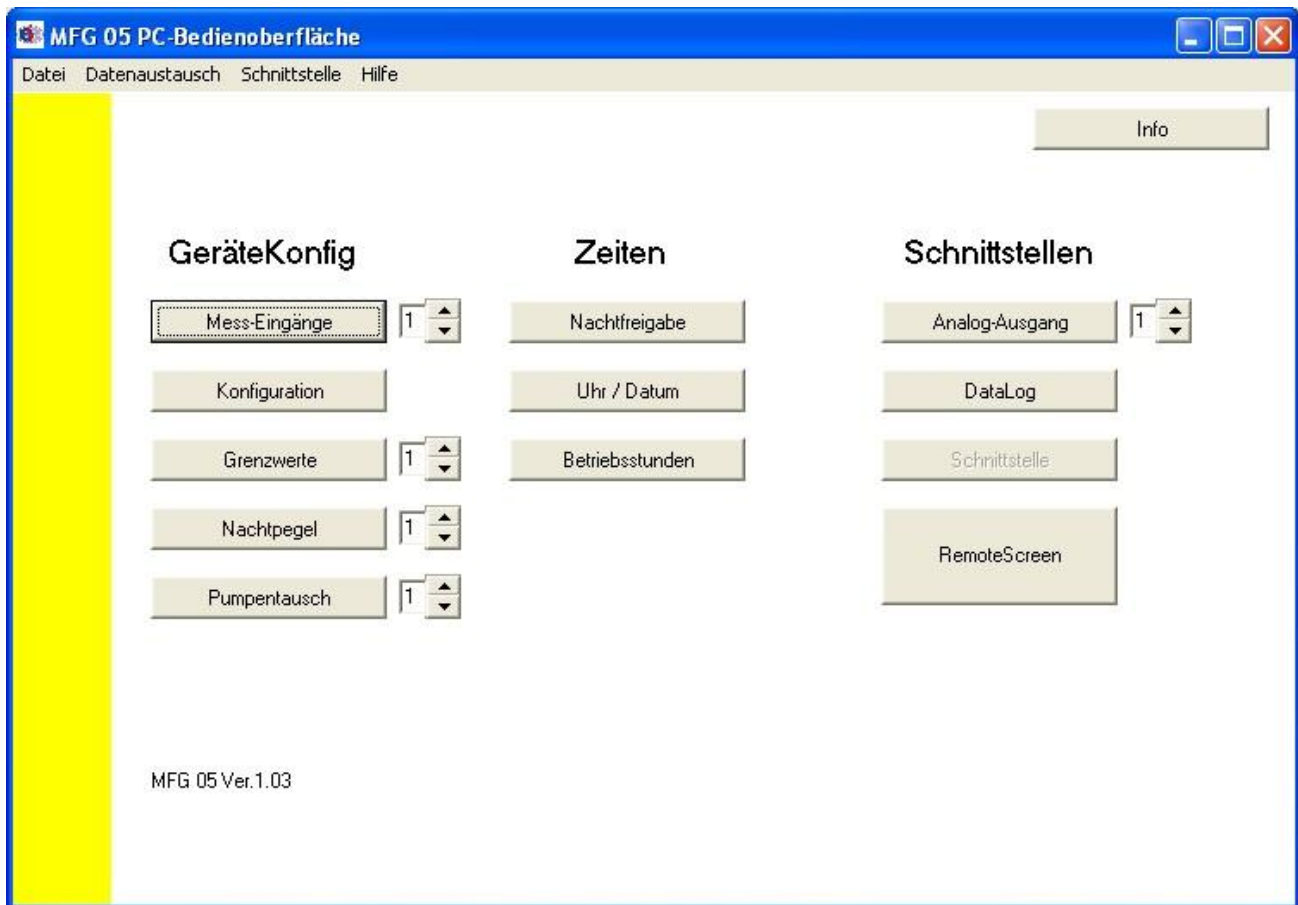 MFG 05 PC-Bedienoberfläche
Datei Datenaustausch Schnittstelle Hilfe
Info
GeräteKonfig Zeiten Schnittstellen
Mess-Eingänge 1 Nachtfreigabe Analog-Ausgang 1
Konfiguration Uhr / Datum DataLog
Grenzwerte 1 Betriebsstunden Schnittstelle
Nachtpegel 1
RemoteScreen
Pumpentausch 1
MFG 05 Ver.1.03